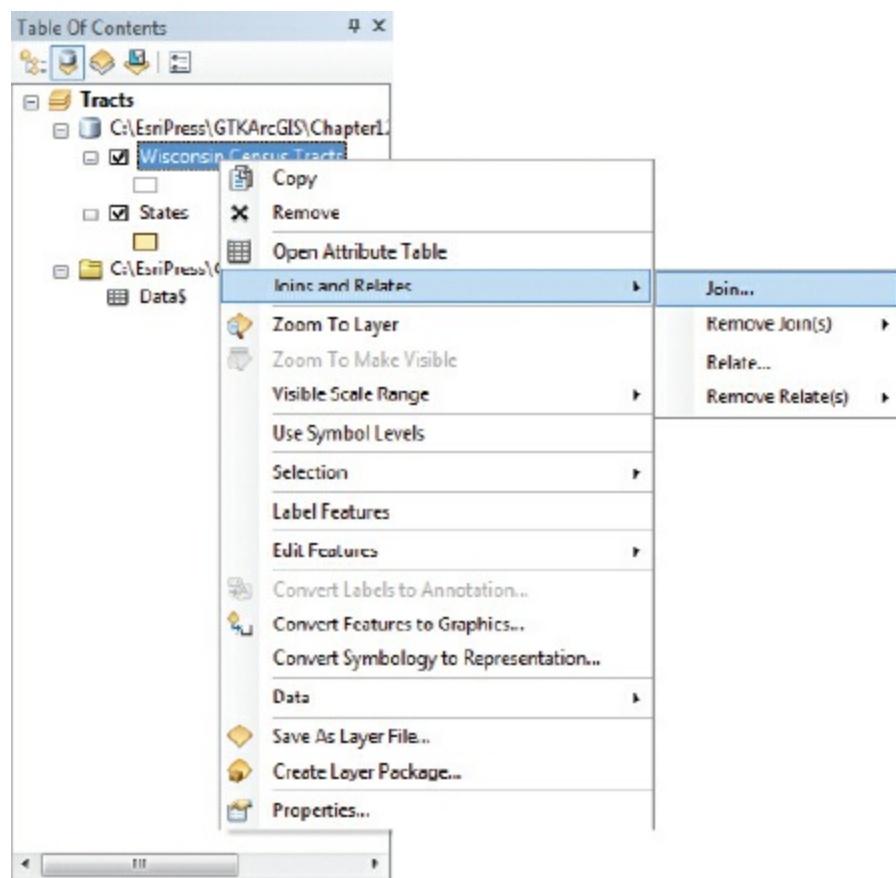 Table Of Contents
Tracts
C:\EsriPress\GTKArcGIS\Chapter12
Wisconsin Census Tracts
States
C:\EsriPress\G
Data$
Copy
Remove
Open Attribute Table
Joins and Relates
Zoom To Layer
Zoom To Make Visible
Visible Scale Range
Use Symbol Levels
Selection
Label Features
Edit Features
Convert Labels to Annotation...
Convert Features to Graphics...
Convert Symbology to Representation...
Data
Save As Layer File...
Create Layer Package...
Properties...
Join...
Remove Join(s)
Relate...
Remove Relate(s)